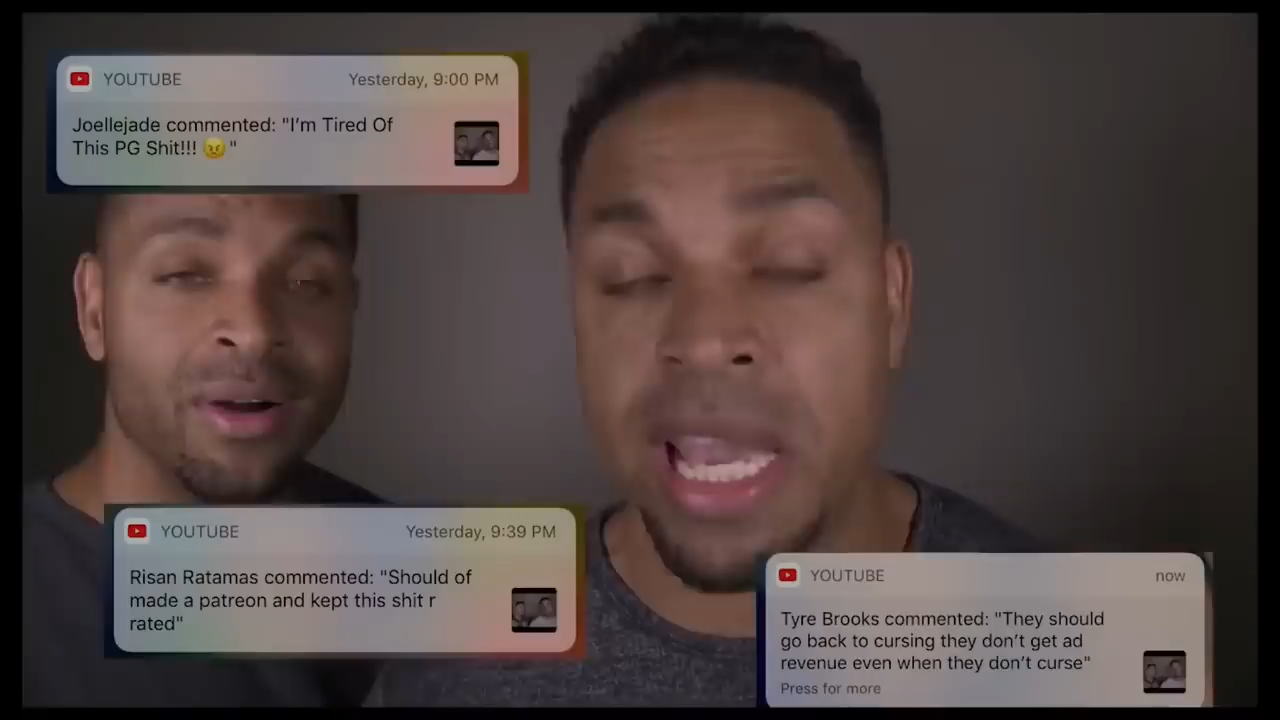 YOUTUBE Yesterday, 9:00 PM
Joellejade commented: "I'm Tired Of
This PG Shit!!! 😠"
YOUTUBE Yesterday, 9:39 PM
Risan Ratamas commented: "Should of
made a patreon and kept this shit r
rated"
YOUTUBE now
Tyre Brooks commented: "They should
go back to cursing they don't get ad
revenue even when they don't curse"
Press for more